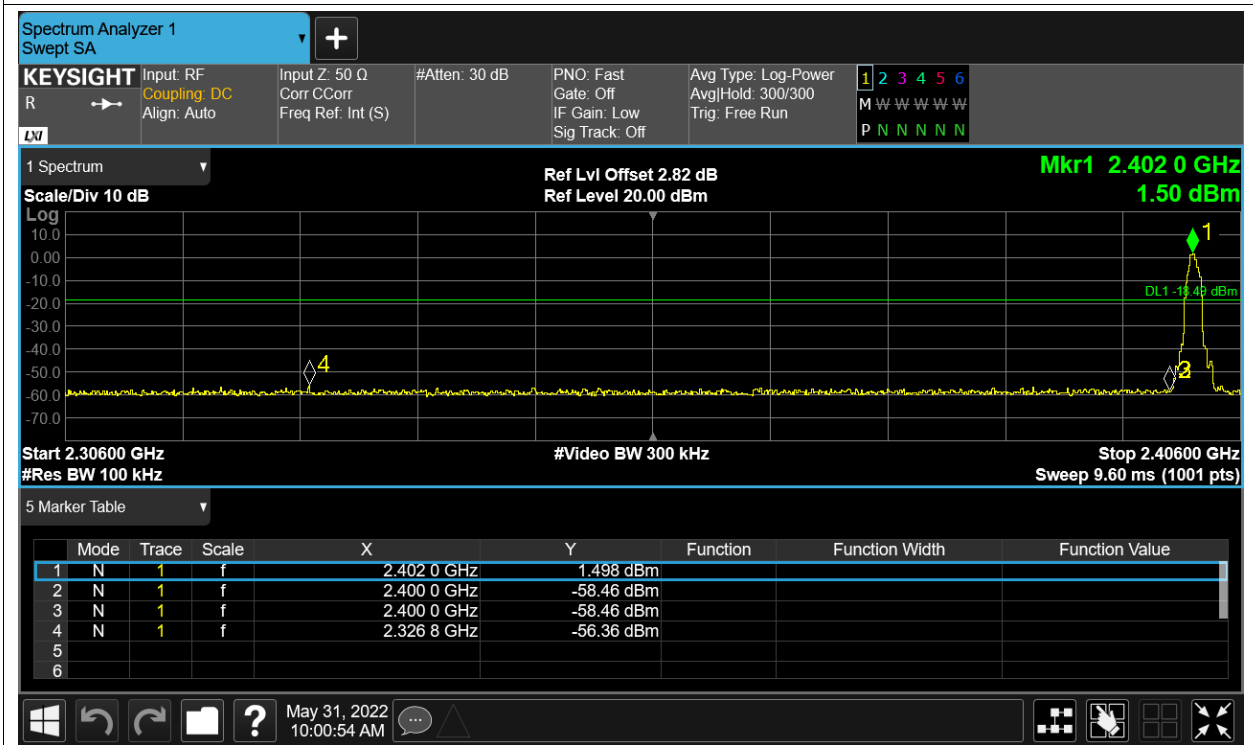 Spectrum Analyzer 1
Swept SA
+
KEYSIGHT Input: RF Input Z: 50 Ω #Atten: 30 dB PNO: Fast Avg Type: Log-Power 1 2 3 4 5 6
R Coupling: DC Corr CCorr Gate: Off Avg|Hold: 300/300 M W W W W W
Align: Auto Freq Ref: Int (S) IF Gain: Low Trig: Free Run
LXI Sig Track: Off P N N N N N
1 Spectrum Ref Lvl Offset 2.82 dB Mkr1 2.402 0 GHz
Scale/Div 10 dB Ref Level 20.00 dBm 1.50 dBm
Log
10.0
1
0.00
-10.0
DL1 -18.49 dBm
-20.0
-30.0
-40.0
4
-50.0
-60.0
-70.0
Start 2.30600 GHz #Video BW 300 kHz Stop 2.40600 GHz
#Res BW 100 kHz Sweep 9.60 ms (1001 pts)
5 Marker Table
Mode Trace Scale X Y Function Function Width Function Value
1 N 1 f 2.402 0 GHz 1.498 dBm
2 N 1 f 2.400 0 GHz -58.46 dBm
3 N 1 f 2.400 0 GHz -58.46 dBm
4 N 1 f 2.326 8 GHz -56.36 dBm
5
6
? May 31, 2022
10:00:54 AM